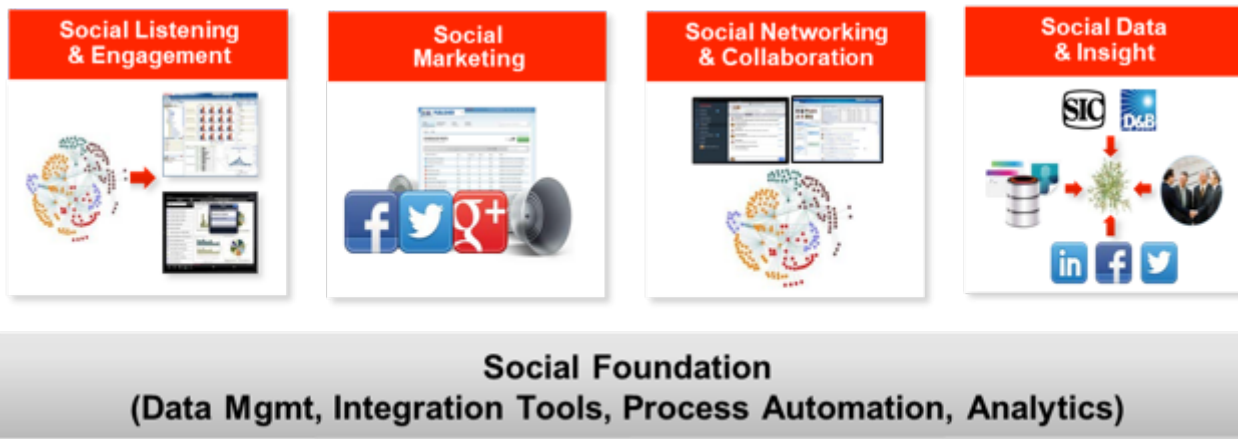 Social Listening
& Engagement
Social
Marketing
Social Networking
& Collaboration
Social Data
& Insight
SIC
D&B
f
g+
in
f
Social Foundation
(Data Mgmt, Integration Tools, Process Automation, Analytics)